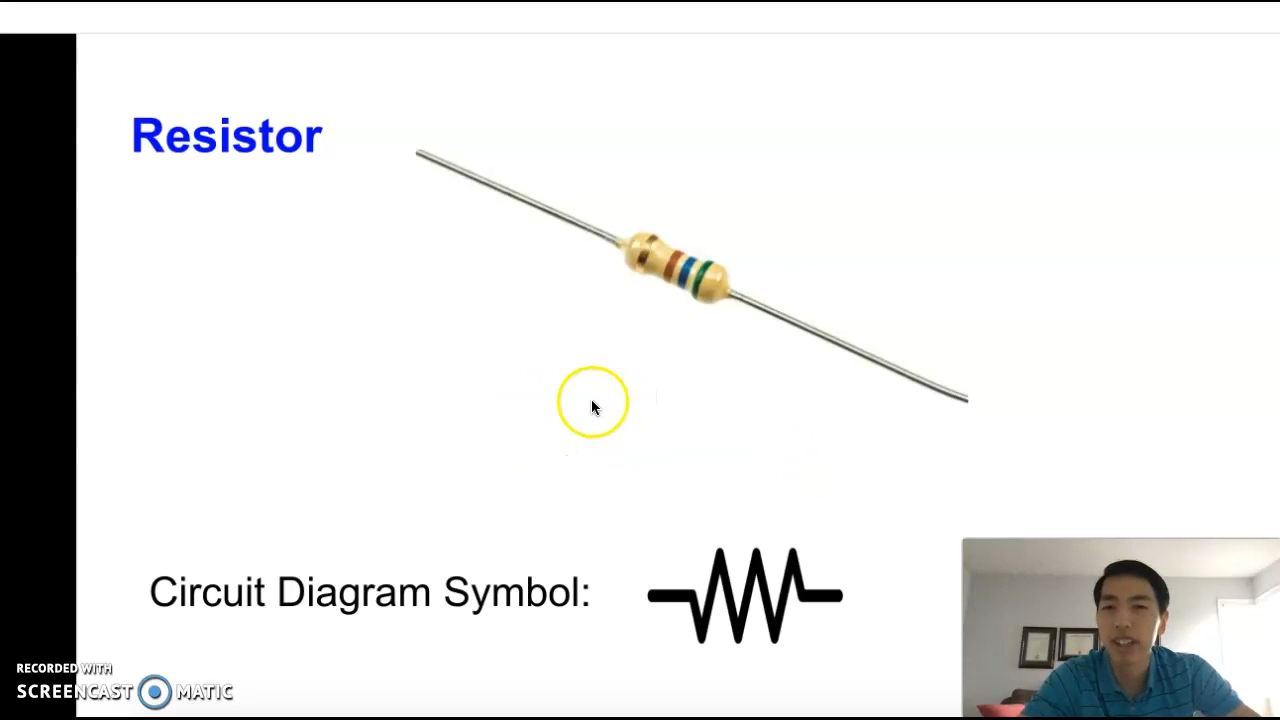 Resistor
Circuit Diagram Symbol:
RECORDED WITH
SCREENCAST MATIC